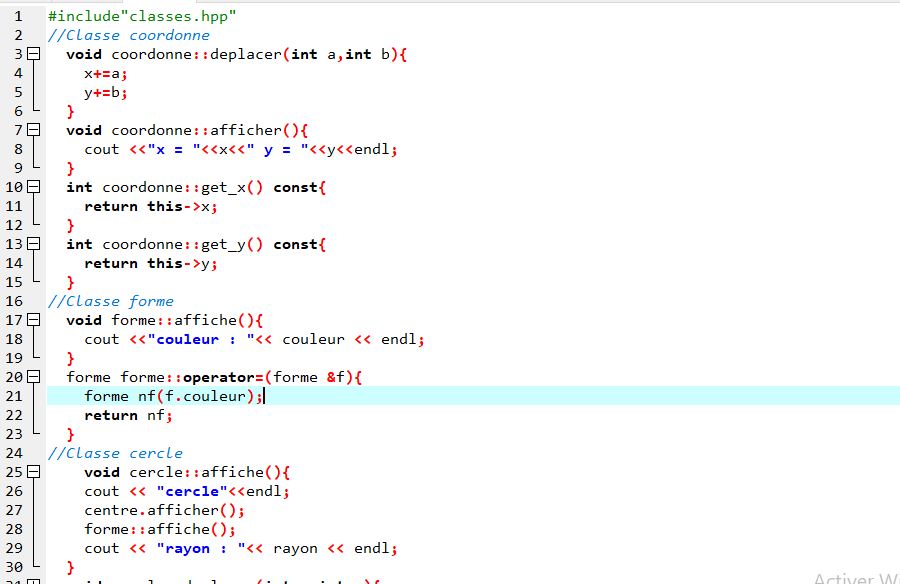 1 #include"classes.hpp"
2 //Classe coordonne
3 void coordonne::deplacer(int a,int b){
4 x+=a;
5 y+=b;
6 }
7 void coordonne::afficher(){
8 cout <<"x = "<<x<<" y = "<<y<<endl;
9 }
10 int coordonne::get_x() const{
11 return this->x;
12 }
13 int coordonne::get_y() const{
14 return this->y;
15 }
16 //Classe forme
17 void forme::affiche(){
18 cout <<"couleur : "<< couleur << endl;
19 }
20 forme forme::operator=(forme &f){
21 forme nf(f.couleur);
22 return nf;
23 }
24 //Classe cercle
25 void cercle::affiche(){
26 cout << "cercle"<<endl;
27 centre.afficher();
28 forme::affiche();
29 cout << "rayon : "<< rayon << endl;
30 }
Activer W